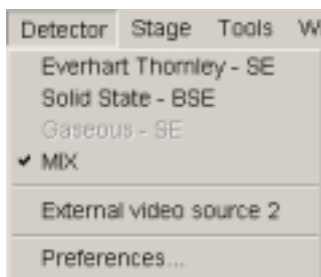 Detector Stage Tools W
Everhart Thornley - SE
Solid State - BSE
Gaseous - SE
MIX
External video source 2
Preferences...